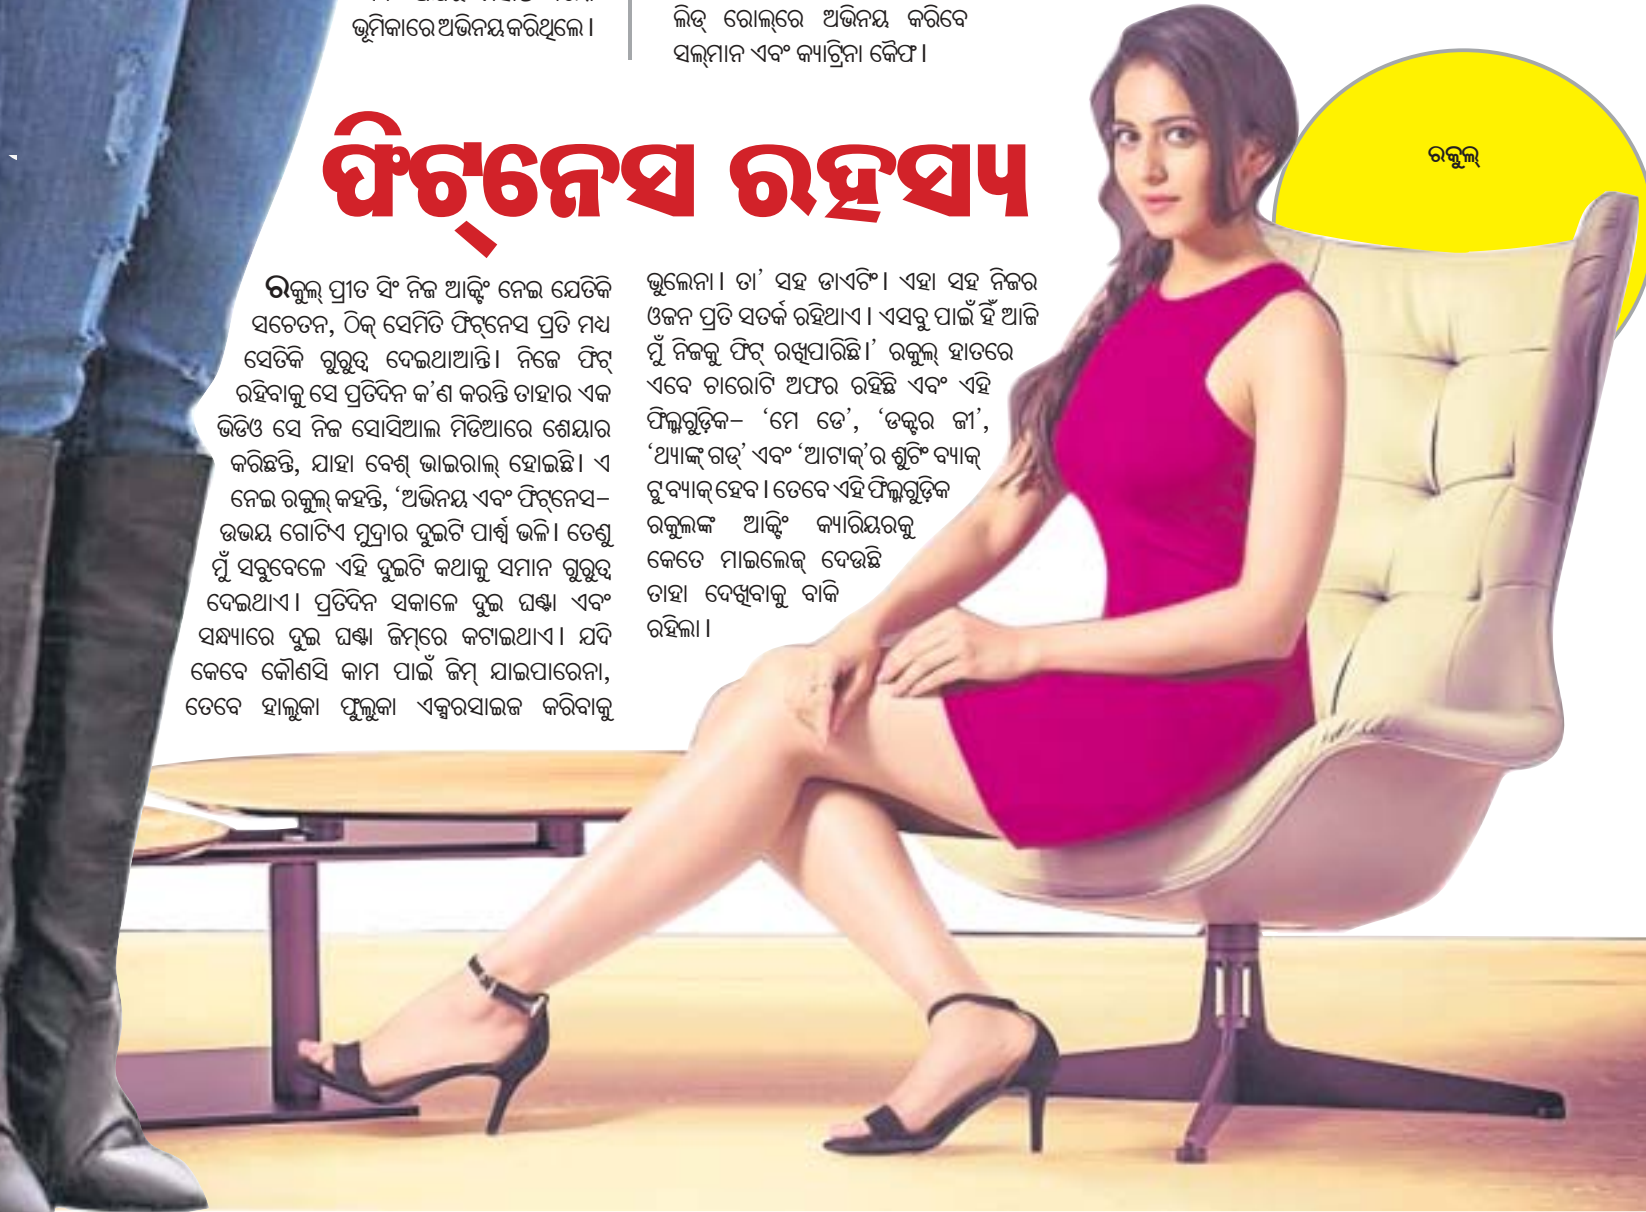 ଭୂମିକାରେ ଅଭିନୟ କରିଥିଲେ ।
ଲିଡ୍ ରୋଲ୍‌ରେ ଅଭିନୟ କରିବେ
ସଲ୍‌ମାନ ଏବଂ କ୍ୟାଟ୍ରିନା କୈଫ ।
ଫିଟ୍‌ନେସ ରହସ୍ୟ
ରକୁଲ୍
ରକୁଲ୍ ପ୍ରୀତ ସିଂ ନିଜ ଆକ୍ଟିଂ ନେଇ ଯେତିକି
ସଚେତନ, ଠିକ୍ ସେମିତି ଫିଟ୍‌ନେସ ପ୍ରତି ମଧ୍ୟ
ସେତିକି ଗୁରୁତ୍ୱ ଦେଇଥାଆନ୍ତି । ନିଜେ ଫିଟ୍
ରହିବାକୁ ସେ ପ୍ରତିଦିନ କ’ଣ କରନ୍ତି ତାହାର ଏକ
ଭିଡିଓ ସେ ନିଜ ସୋସିଆଲ ମିଡିଆରେ ଶେୟାର
କରିଛନ୍ତି, ଯାହା ବେଶ୍ ଭାଇରାଲ୍ ହୋଇଛି । ଏ
ନେଇ ରକୁଲ୍ କହନ୍ତି, ‘ଅଭିନୟ ଏବଂ ଫିଟ୍‌ନେସ–
ଉଭୟ ଗୋଟିଏ ମୁଦ୍ରାର ଦୁଇଟି ପାର୍ଶ୍ୱ ଭଳି । ତେଣୁ
ମୁଁ ସବୁବେଳେ ଏହି ଦୁଇଟି କଥାକୁ ସମାନ ଗୁରୁତ୍ୱ
ଦେଇଥାଏ । ପ୍ରତିଦିନ ସକାଳେ ଦୁଇ ଘଣ୍ଟା ଏବଂ
ସନ୍ଧ୍ୟାରେ ଦୁଇ ଘଣ୍ଟା ଜିମ୍‌ରେ କଟାଇଥାଏ । ଯଦି
କେବେ କୌଣସି କାମ ପାଇଁ ଜିମ୍ ଯାଇପାରେନା,
ତେବେ ହାଲୁକା ଫୁଲୁକା ଏକ୍ସରସାଇଜ କରିବାକୁ
ଭୁଲେନା । ତା’ ସହ ଡାଏଟିଂ । ଏହା ସହ ନିଜର
ଓଜନ ପ୍ରତି ସତର୍କ ରହିଥାଏ । ଏସବୁ ପାଇଁ ହିଁ ଆଜି
ମୁଁ ନିଜକୁ ଫିଟ୍ ରଖିପାରିଛି ।’ ରକୁଲ୍ ହାତରେ
ଏବେ ଚାରୋଟି ଅଫର ରହିଛି ଏବଂ ଏହି
ଫିଲ୍ମଗୁଡ଼ିକ– ‘ମେ ଡେ’, ‘ଡକ୍ଟର ଜୀ’,
‘ଥ୍ୟାଙ୍କ୍ ଗଡ୍’ ଏବଂ ‘ଆଟାକ୍’ର ଶୁଟିଂ ବ୍ୟାକ୍
ଟୁ ବ୍ୟାକ୍ ହେବ । ତେବେ ଏହି ଫିଲ୍ମଗୁଡ଼ିକ
ରକୁଲଙ୍କ ଆକ୍ଟିଂ କ୍ୟାରିୟରକୁ
କେତେ ମାଇଲେଜ୍ ଦେଉଛି
ତାହା ଦେଖିବାକୁ ବାକି
ରହିଲା ।